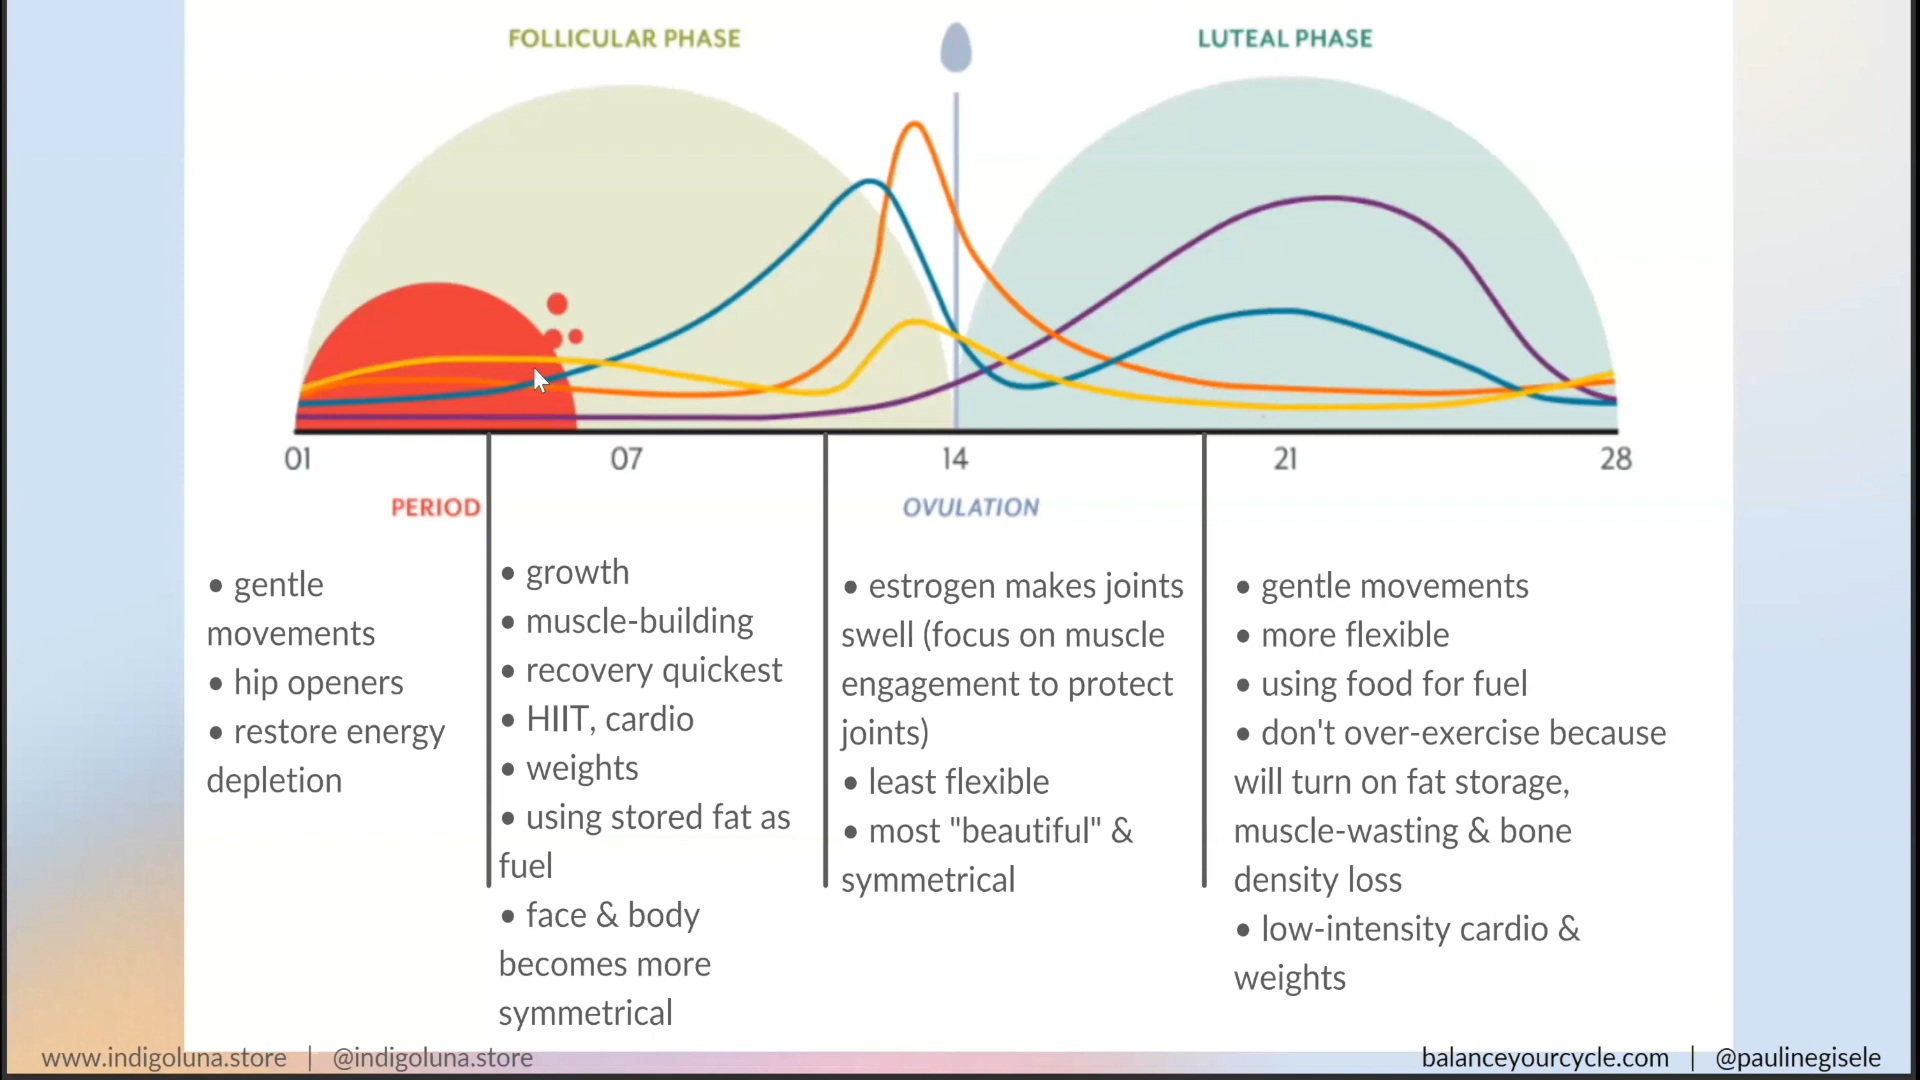 FOLLICULAR PHASE
LUTEAL PHASE
01
07
14
21
28
PERIOD
OVULATION
• gentle
movements
• hip openers
• restore energy
depletion
• growth
• muscle-building
• recovery quickest
• HIIT, cardio
• weights
• using stored fat as
fuel
• face & body
becomes more
symmetrical
• estrogen makes joints
swell (focus on muscle
engagement to protect
joints)
• least flexible
• most "beautiful" &
symmetrical
• gentle movements
• more flexible
• using food for fuel
• don't over-exercise because
will turn on fat storage,
muscle-wasting & bone
density loss
• low-intensity cardio &
weights
www.indigoluna.store | @indigoluna.store
balanceyourcycle.com | @paulinegisele